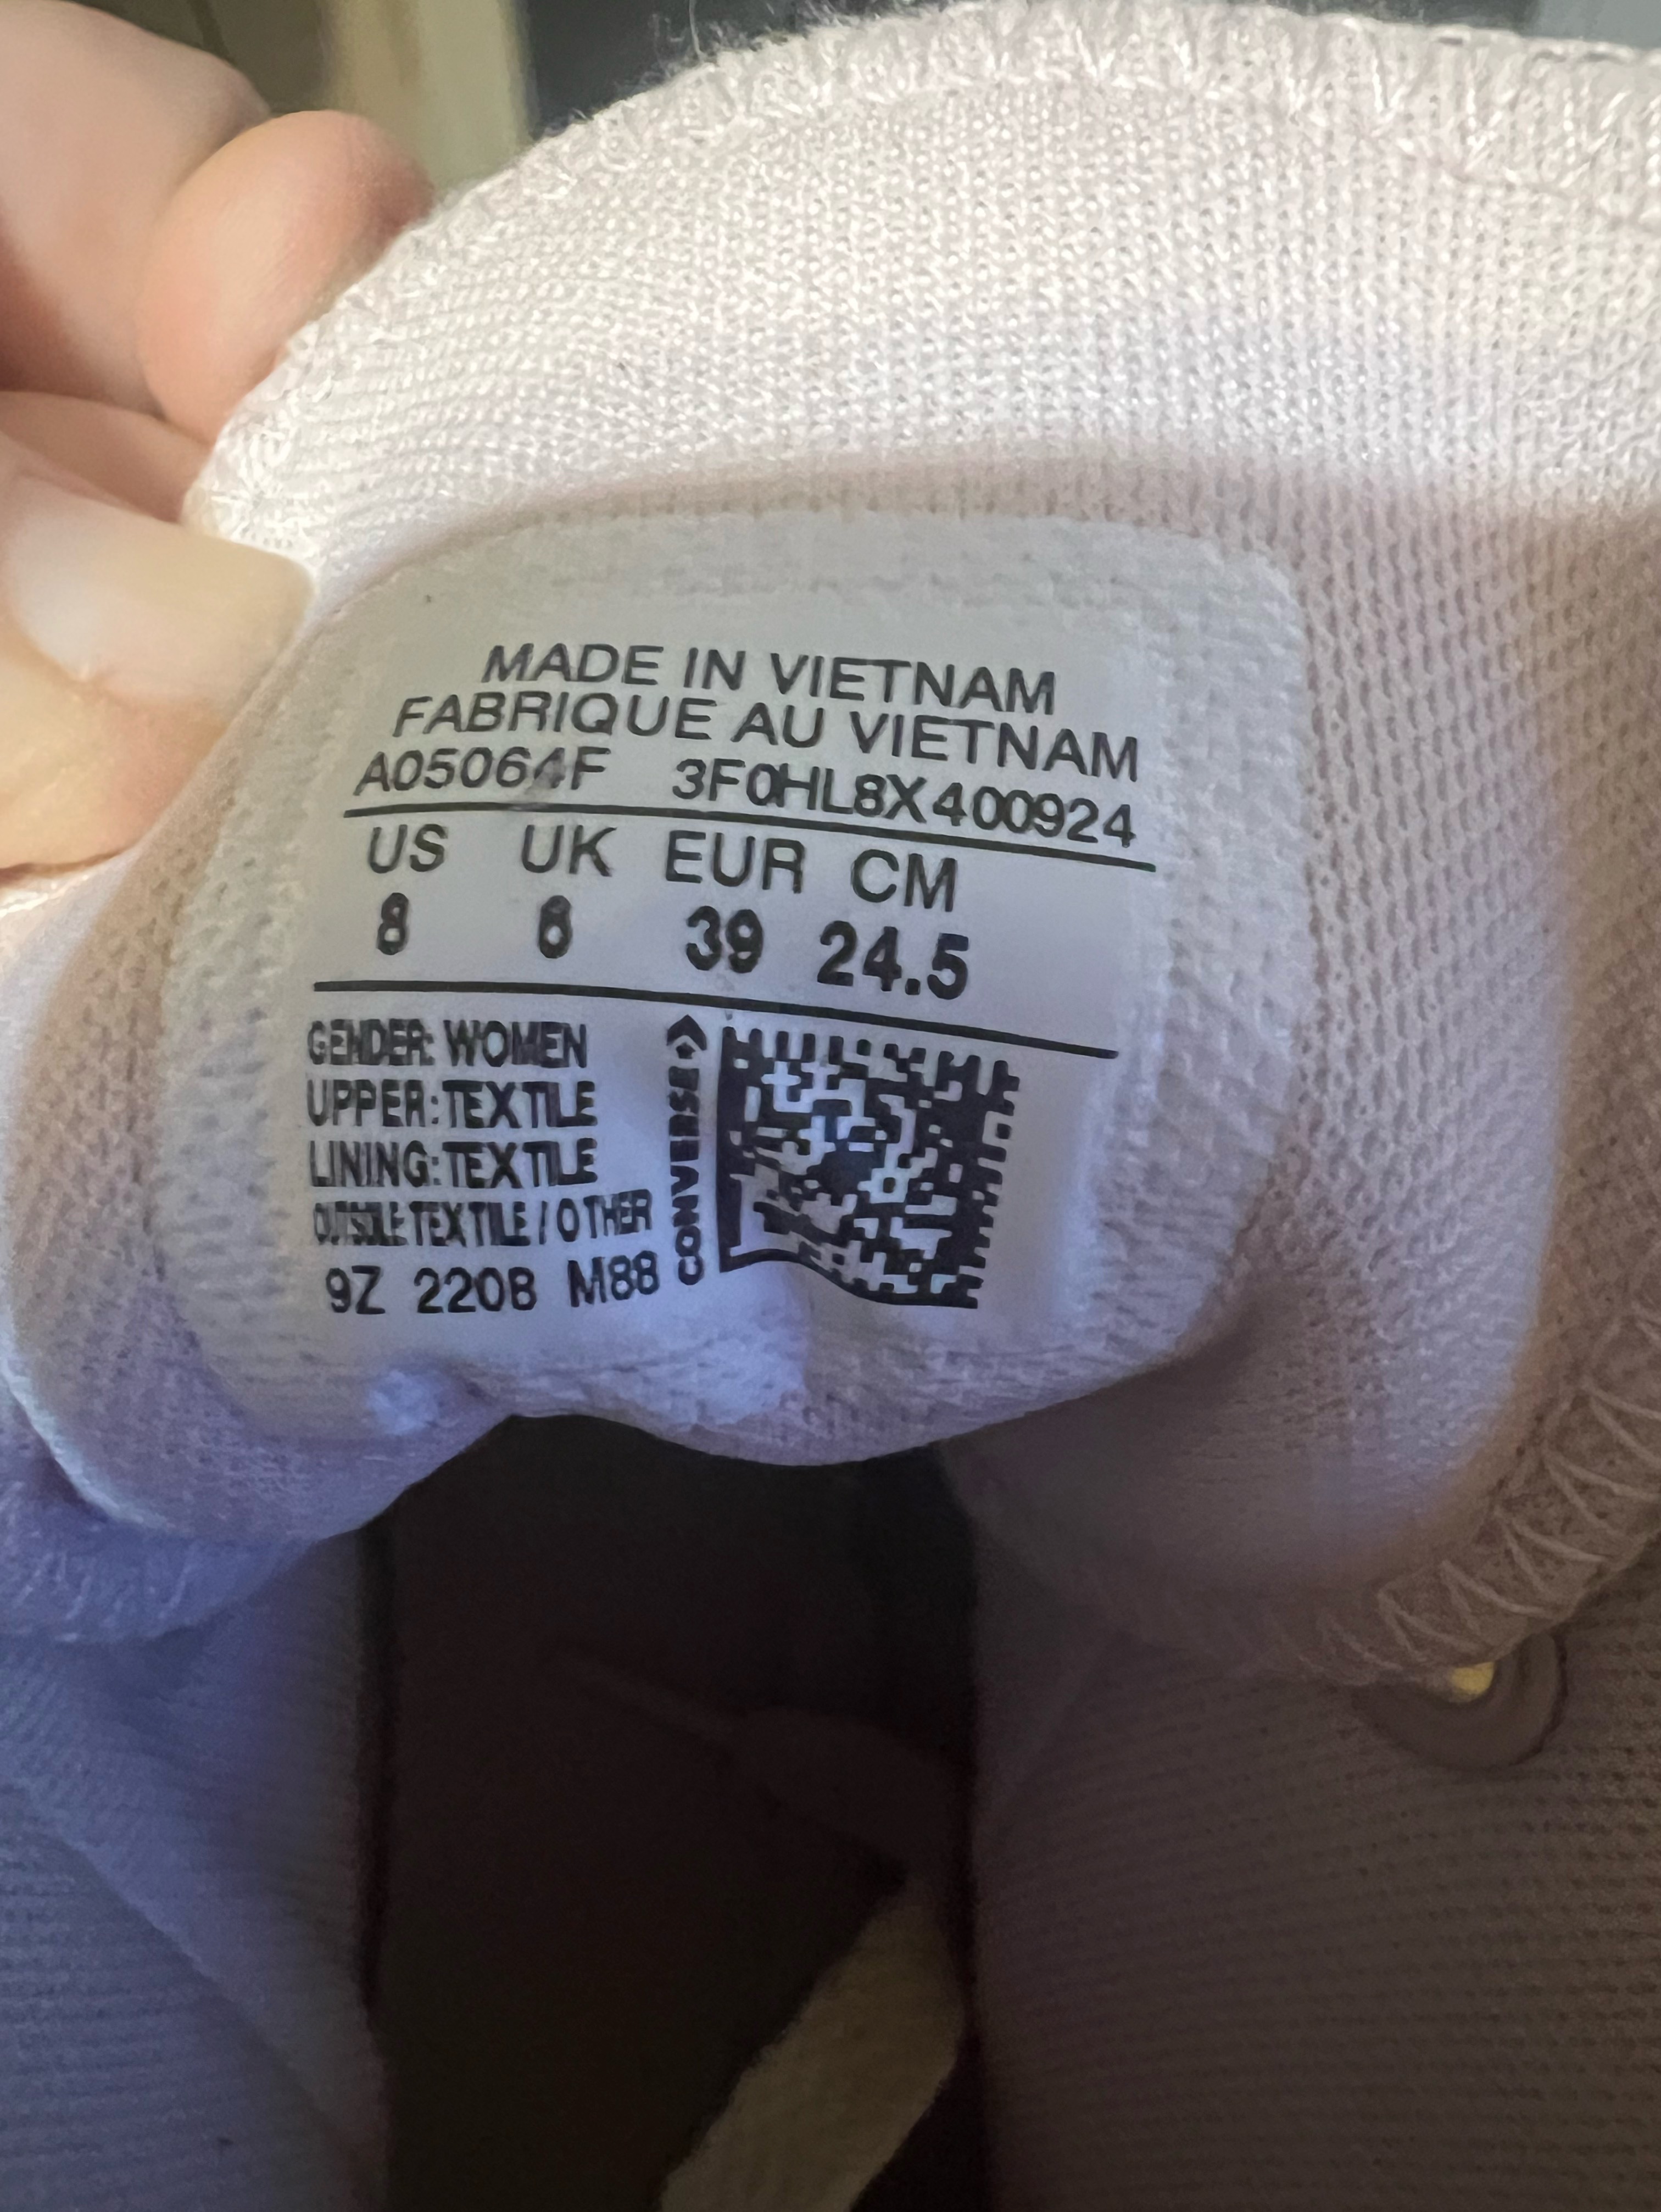 MADE IN VIETNAM
FABRIQUE AU VIETNAM
A05064F 3F0HL8X400924
US UK EUR CM
8 6 39 24.5
GENDER: WOMEN
UPPER: TEXTILE
LINING: TEXTILE
OUTSOLE TEXTILE / OTHER
9Z 220B M88
CONVERSE